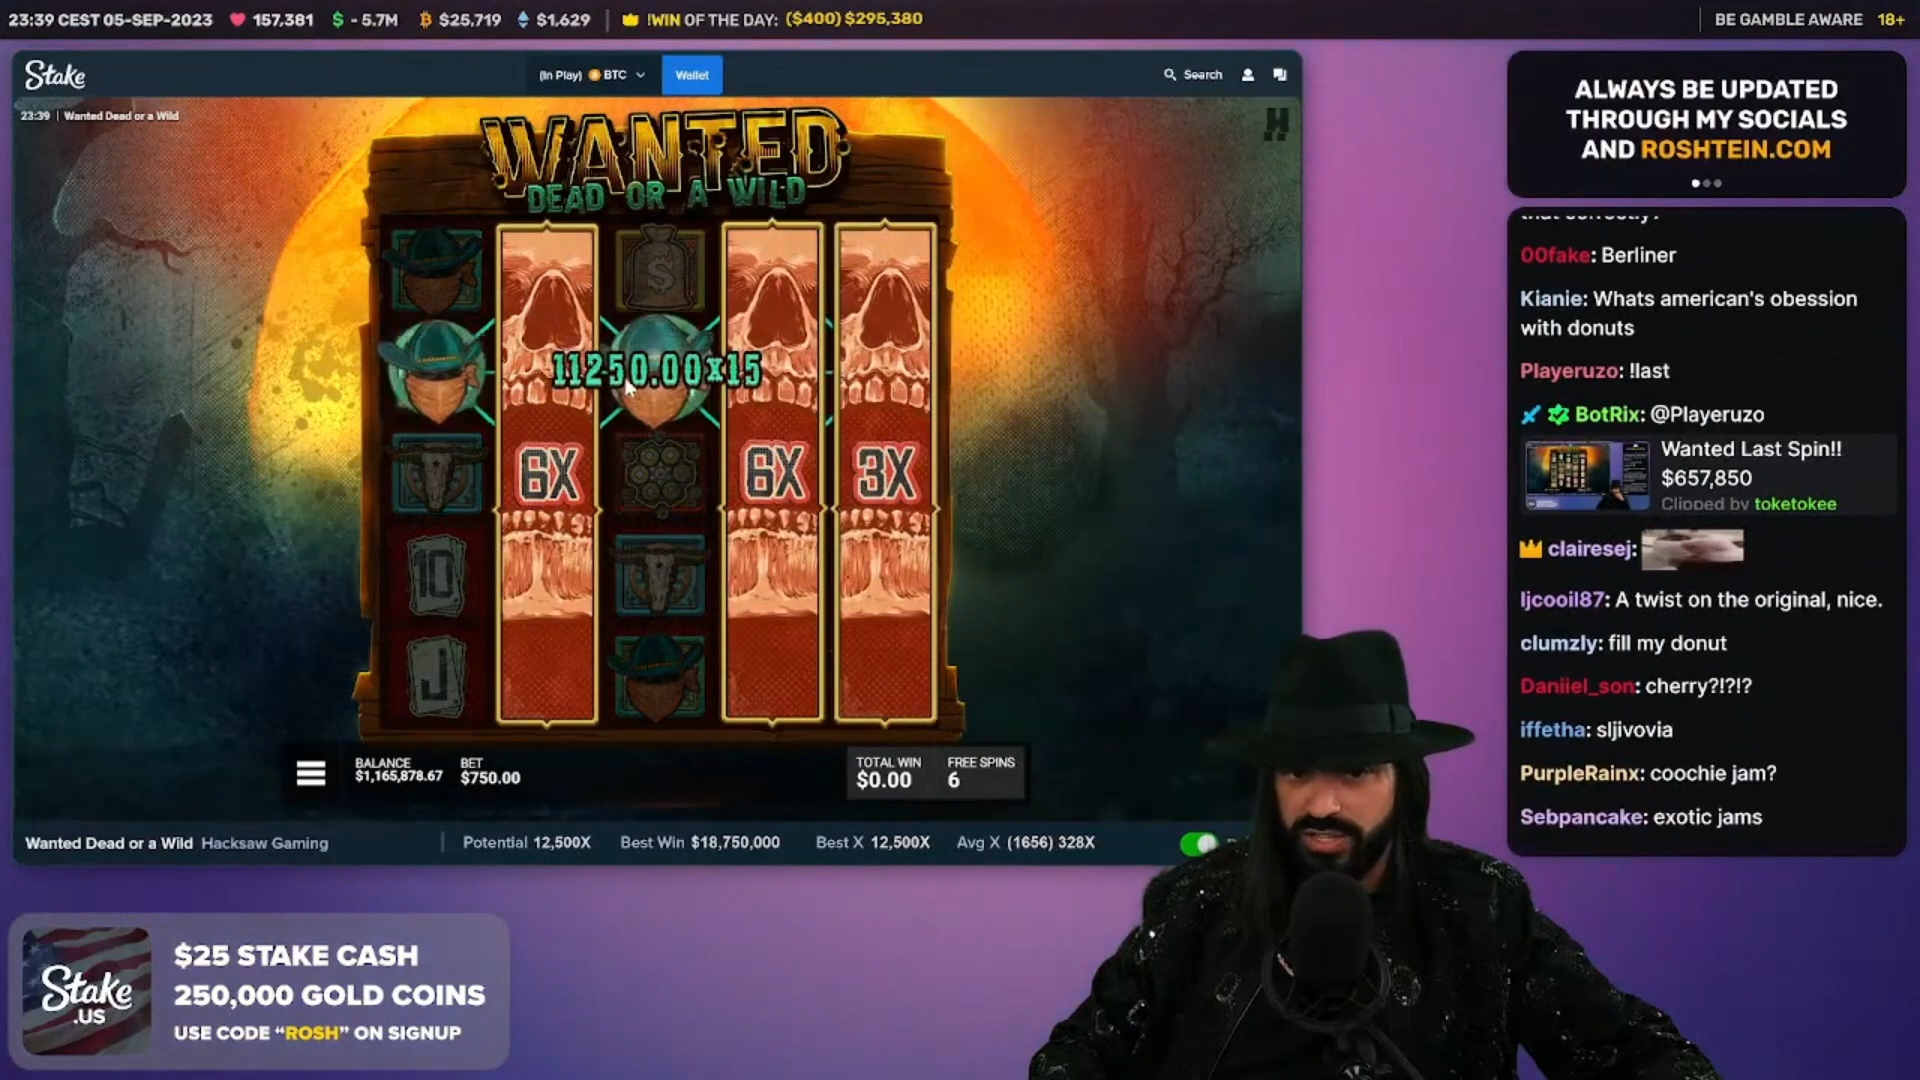 23:39 CEST 05-SEP-2023 157,381 $ - 5.7M $25,719 $1,629 !WIN OF THE DAY: ($400) $295,380
BE GAMBLE AWARE 18+
Stake
(In Play) BTC
Wallet
Search
23:39 | Wanted Dead or a Wild
WANTED
DEAD OR A WILD
$
11250.00x15
6X
6X
3X
10
J
BALANCE
$1,165,878.67
BET
$750.00
TOTAL WIN
$0.00
FREE SPINS
6
Wanted Dead or a Wild Hacksaw Gaming
Potential 12,500X
Best Win $18,750,000
Best X 12,500X
Avg X (1656) 328X
Stake
.US
$25 STAKE CASH
250,000 GOLD COINS
USE CODE “ROSH” ON SIGNUP
ALWAYS BE UPDATED
THROUGH MY SOCIALS
AND ROSHTEIN.COM
00fake: Berliner
Kianie: Whats american's obession
with donuts
Playeruzo: !last
BotRix: @Playeruzo
Wanted Last Spin!!
$657,850
Clipped by toketokee
clairesej:
ljcooil87: A twist on the original, nice.
clumzly: fill my donut
Daniiel_son: cherry?!?!?
iffetha: sljivovia
PurpleRainx: coochie jam?
Sebpancake: exotic jams